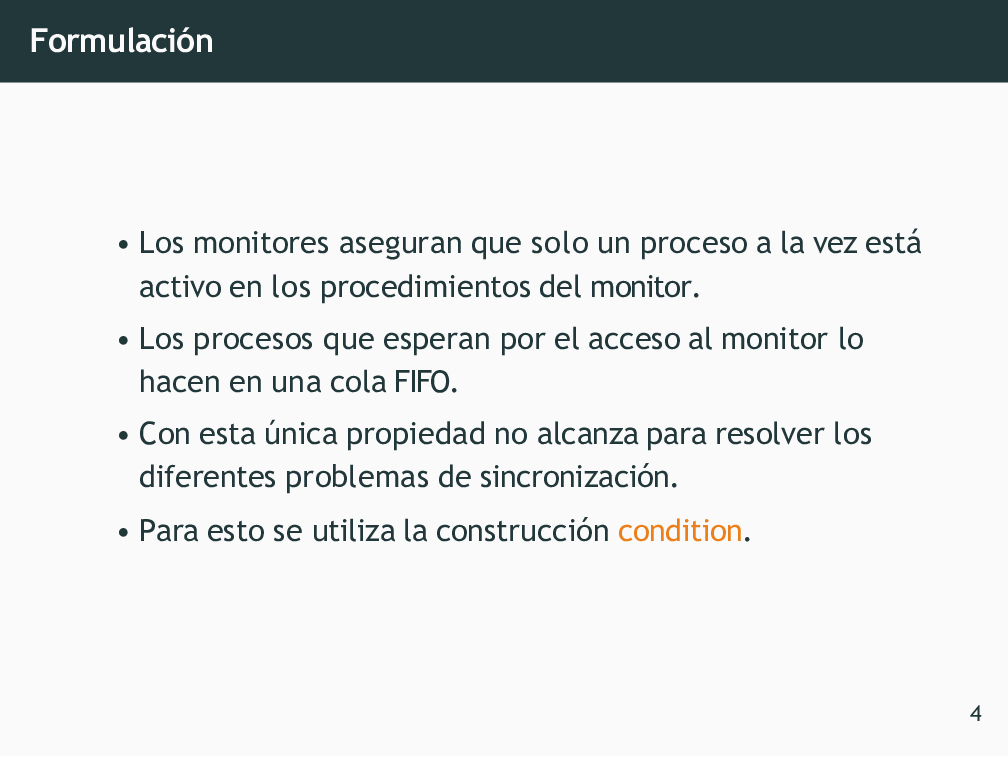 Formulación
• Los monitores aseguran que solo un proceso a la vez está
activo en los procedimientos del monitor.
• Los procesos que esperan por el acceso al monitor lo
hacen en una cola FIFO.
• Con esta única propiedad no alcanza para resolver los
diferentes problemas de sincronización.
• Para esto se utiliza la construcción condition.
4